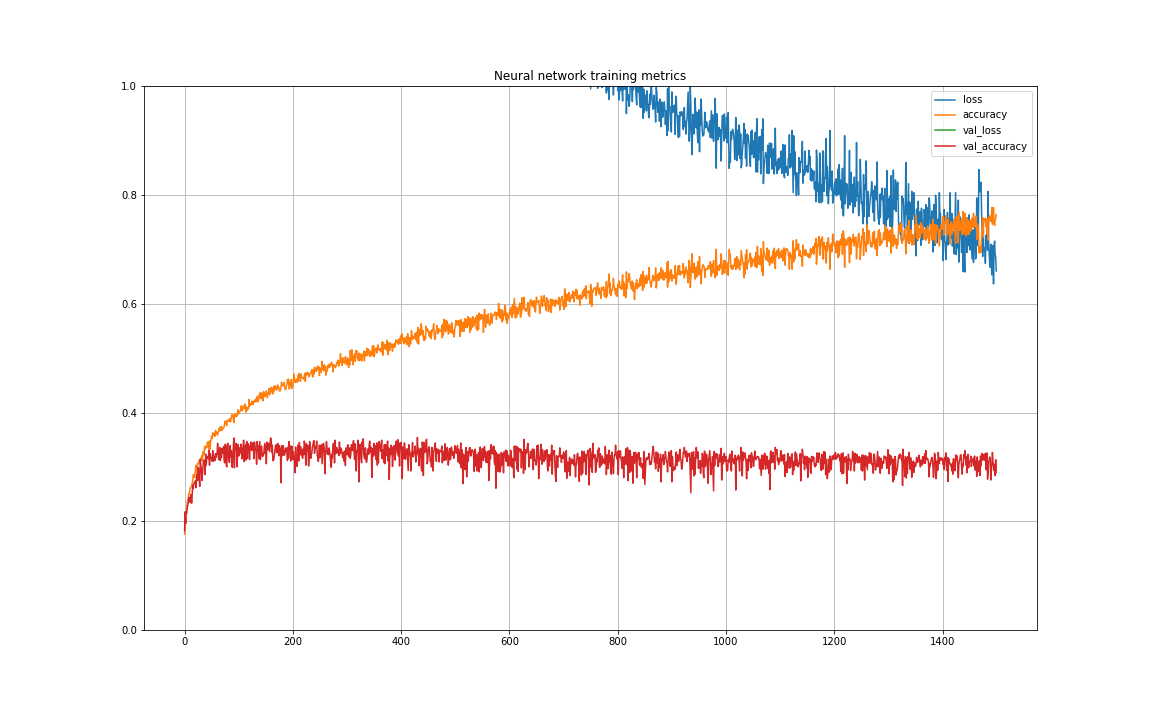 Neural network training metrics
1.0
loss
accuracy
val_loss
val_accuracy
0.8
0.6
0.4
0.2
0.0
0 200 400 600 800 1000 1200 1400